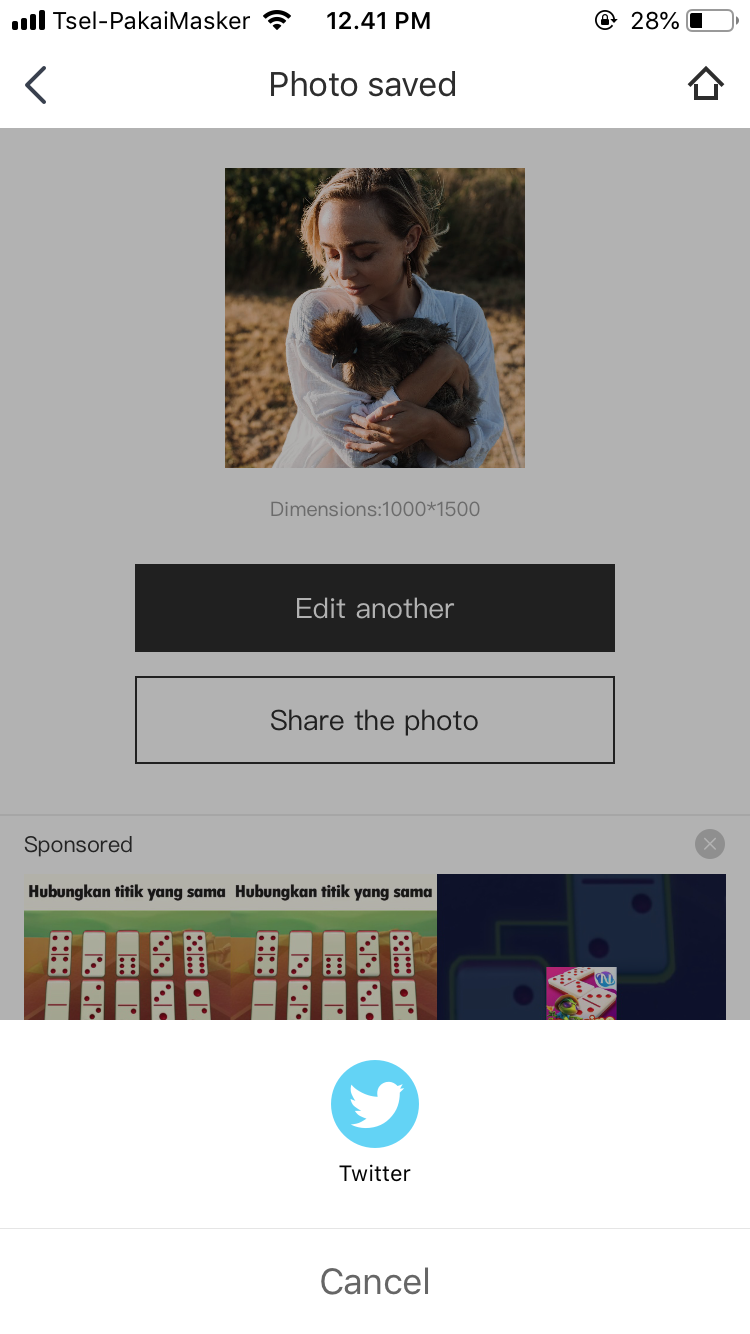 Tsel-PakaiMasker 12.41 PM 28%
Photo saved
Dimensions:1000*1500
Edit another
Share the photo
Sponsored
Hubungkan titik yang sama Hubungkan titik yang sama
Twitter
Cancel